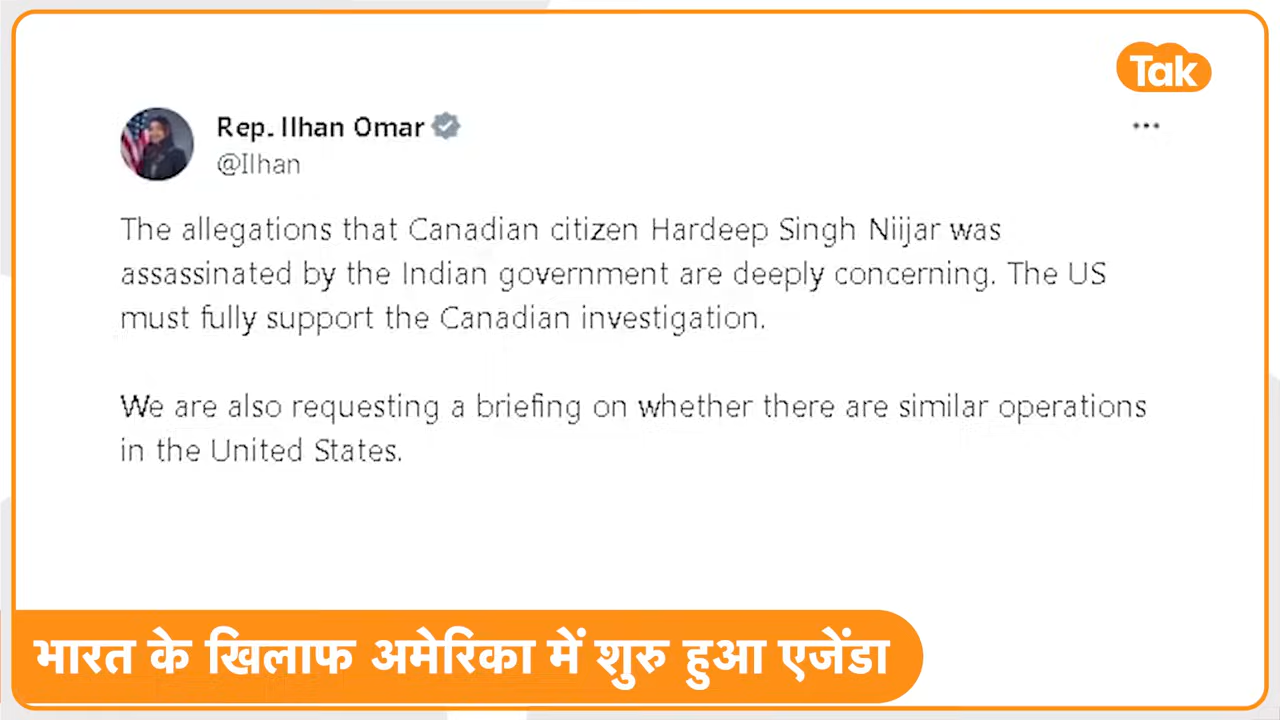 Tak
Rep. Ilhan Omar
@Ilhan
The allegations that Canadian citizen Hardeep Singh Niijar was
assassinated by the Indian government are deeply concerning. The US
must fully support the Canadian investigation.
We are also requesting a briefing on whether there are similar operations
in the United States.
भारत के खिलाफ अमेरिका में शुरु हुआ एजेंडा